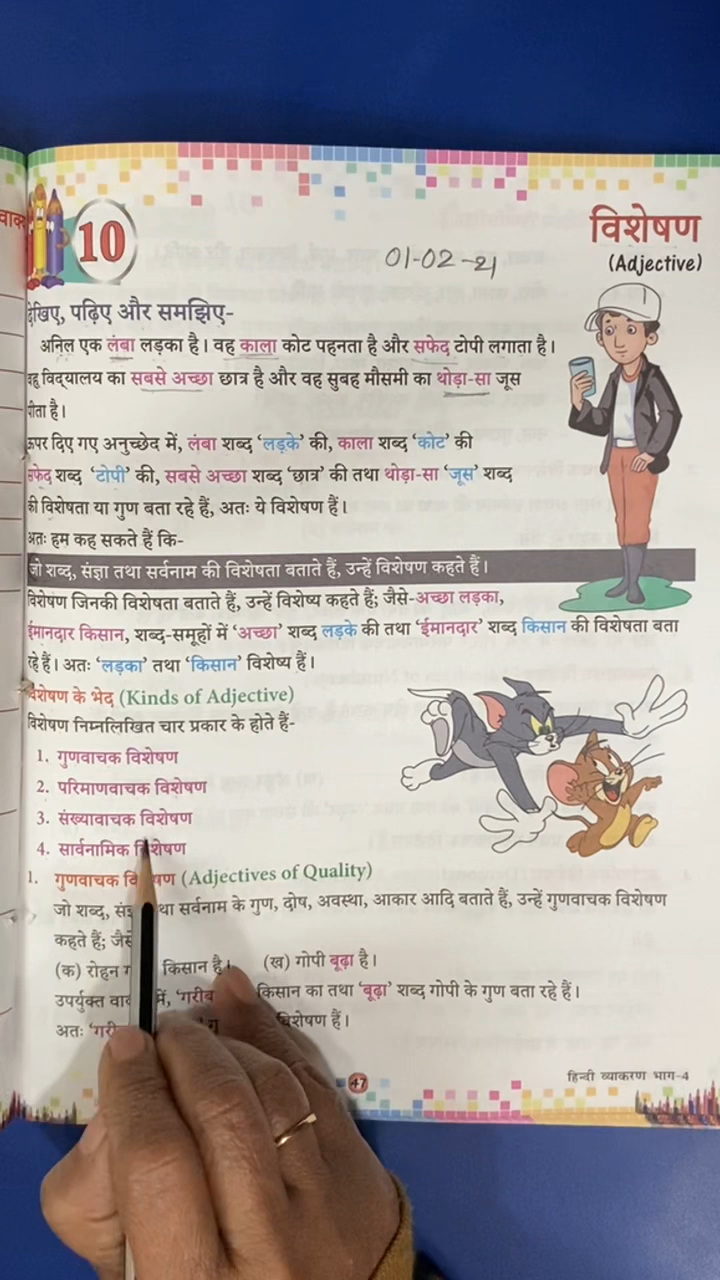 वाक्य
10
01-02-21
विशेषण
(Adjective)
देखिए, पढ़िए और समझिए-
अनिल एक लंबा लड़का है। वह काला कोट पहनता है और सफेद टोपी लगाता है।
वह विद्यालय का सबसे अच्छा छात्र है और वह सुबह मौसमी का थोड़ा-सा जूस
पीता है।
ऊपर दिए गए अनुच्छेद में, लंबा शब्द ‘लड़के’ की, काला शब्द ‘कोट’ की
सफेद शब्द ‘टोपी’ की, सबसे अच्छा शब्द ‘छात्र’ की तथा थोड़ा-सा ‘जूस’ शब्द
की विशेषता या गुण बता रहे हैं, अतः ये विशेषण हैं।
अतः हम कह सकते हैं कि-
जो शब्द, संज्ञा तथा सर्वनाम की विशेषता बताते हैं, उन्हें विशेषण कहते हैं।
विशेषण जिनकी विशेषता बताते हैं, उन्हें विशेष्य कहते हैं; जैसे-अच्छा लड़का,
ईमानदार किसान, शब्द-समूहों में ‘अच्छा’ शब्द लड़के की तथा ‘ईमानदार’ शब्द किसान की विशेषता बता
रहे हैं। अतः ‘लड़का’ तथा ‘किसान’ विशेष्य हैं।
विशेषण के भेद (Kinds of Adjective)
विशेषण निम्नलिखित चार प्रकार के होते हैं-
1. गुणवाचक विशेषण
2. परिमाणवाचक विशेषण
3. संख्यावाचक विशेषण
4. सार्वनामिक विशेषण
1. गुणवाचक विशेषण (Adjectives of Quality)
जो शब्द, तथा सर्वनाम के गुण, दोष, अवस्था, आकार आदि बताते हैं, उन्हें गुणवाचक विशेषण
कहते हैं;
(क) रोहन किसान है। (ख) गोपी बूढ़ा है।
उपर्युक्त में, ‘गरीब किसान का तथा ‘बूढ़ा’ शब्द गोपी के गुण बता रहे हैं।
अतः विशेषण हैं।
47
हिन्दी व्याकरण भाग-4